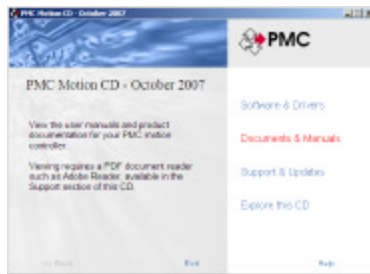 PMC Motion CD - October 2007
PMC
PMC Motion CD - October 2007
View the user manuals and product
documentation for your PMC motion
controller.
Viewing requires a PDF document reader
such as Adobe Reader, available in the
Support section of this CD.
Software & Drivers
Documents & Manuals
Support & Updates
Explore this CD
<< Back
Exit
Help